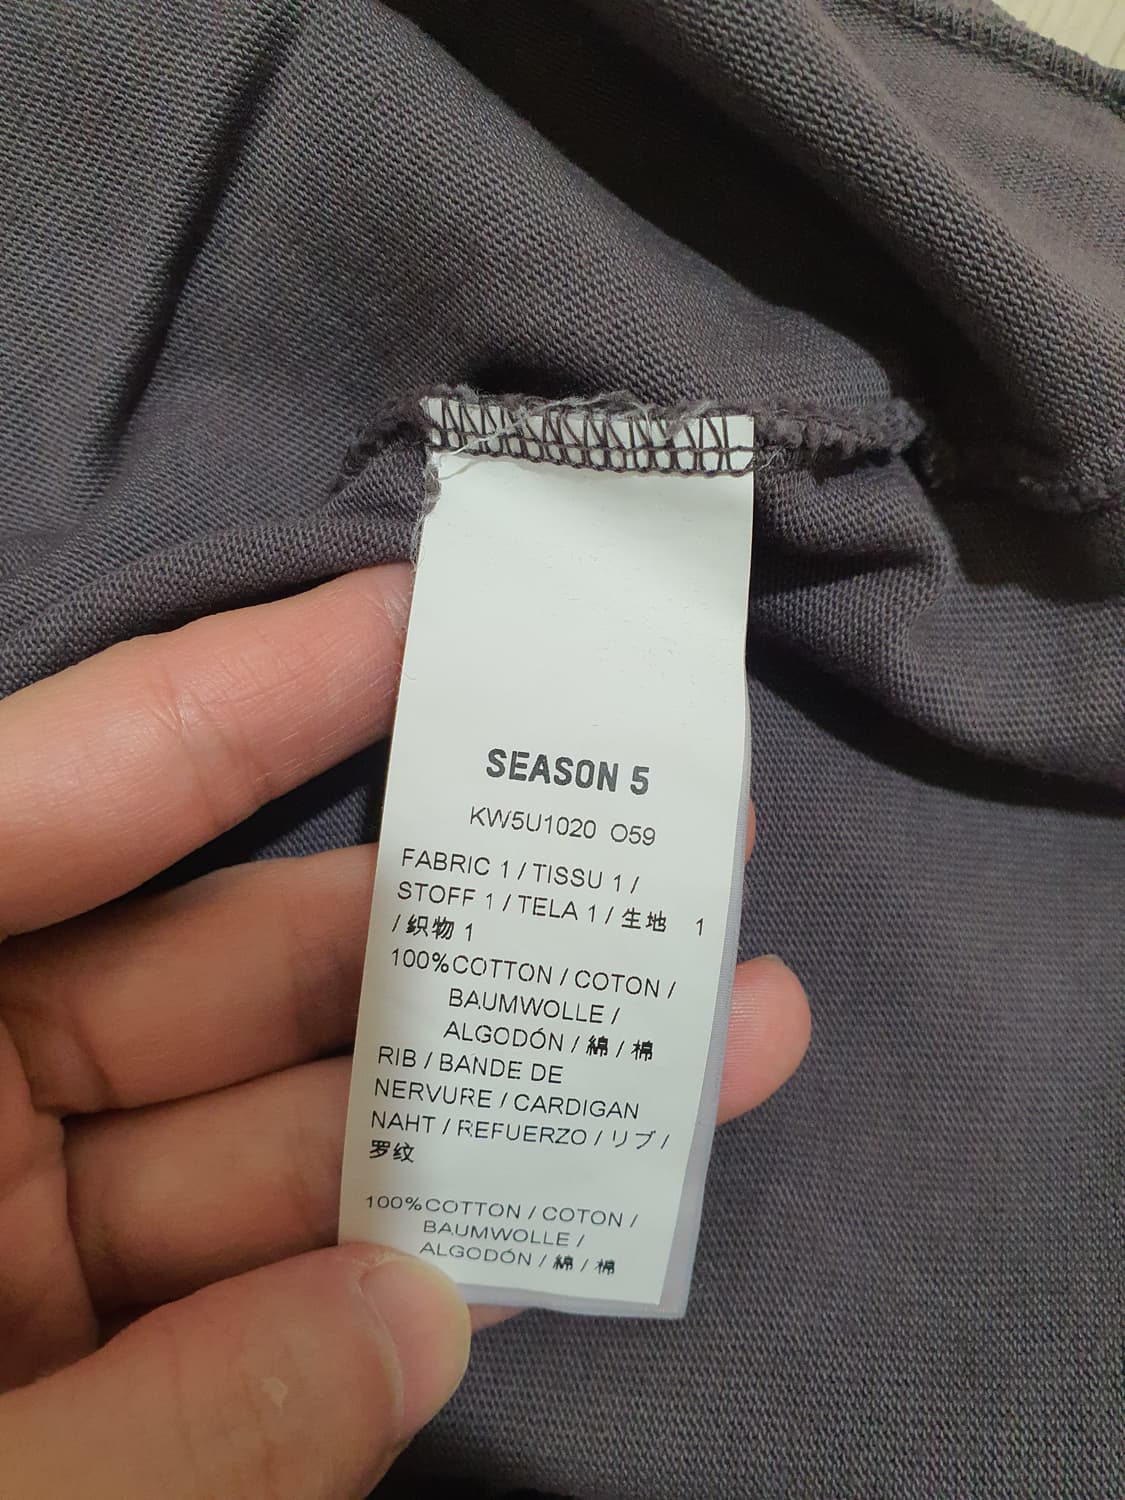 SEASON 5
KW5U1020 O59
FABRIC 1 / TISSU 1 /
STOFF 1 / TELA 1 / 生地 1
/ 织物 1
100%COTTON / COTON /
BAUMWOLLE /
ALGODÓN / 綿 / 棉
RIB / BANDE DE
NERVURE / CARDIGAN
NAHT / REFUERZO / リブ /
罗纹
100%COTTON / COTON /
BAUMWOLLE /
ALGODÓN / 綿 / 棉